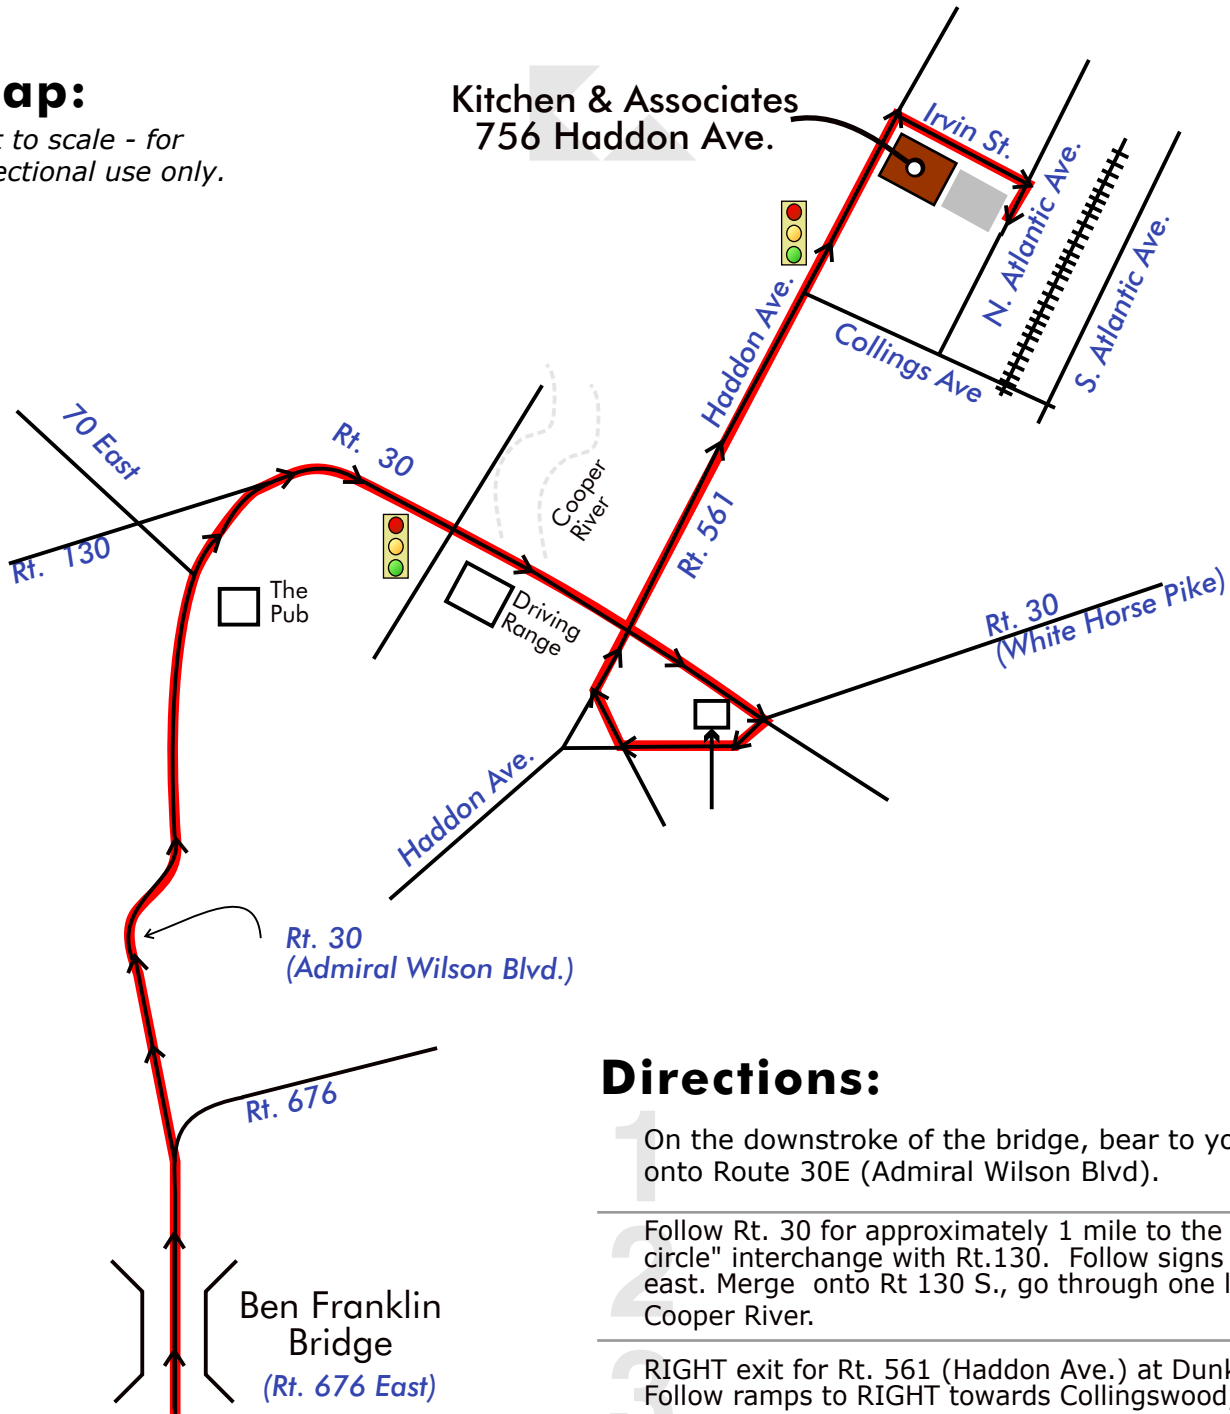 ap:
t to scale - for
ectional use only.
Kitchen & Associates
756 Haddon Ave.
Irvin St.
N. Atlantic Ave.
S. Atlantic Ave.
Collings Ave
Haddon Ave.
Rt. 561
70 East
Rt. 130
Rt. 30
Cooper
River
The
Pub
Driving
Range
Rt. 30
(White Horse Pike)
Haddon Ave.
Rt. 30
(Admiral Wilson Blvd.)
Rt. 676
Ben Franklin
Bridge
(Rt. 676 East)
Directions:
1
On the downstroke of the bridge, bear to yo
onto Route 30E (Admiral Wilson Blvd).
2
Follow Rt. 30 for approximately 1 mile to the
circle" interchange with Rt.130. Follow signs
east. Merge onto Rt 130 S., go through one l
Cooper River.
3
RIGHT exit for Rt. 561 (Haddon Ave.) at Dunk
Follow ramps to RIGHT towards Collingswood